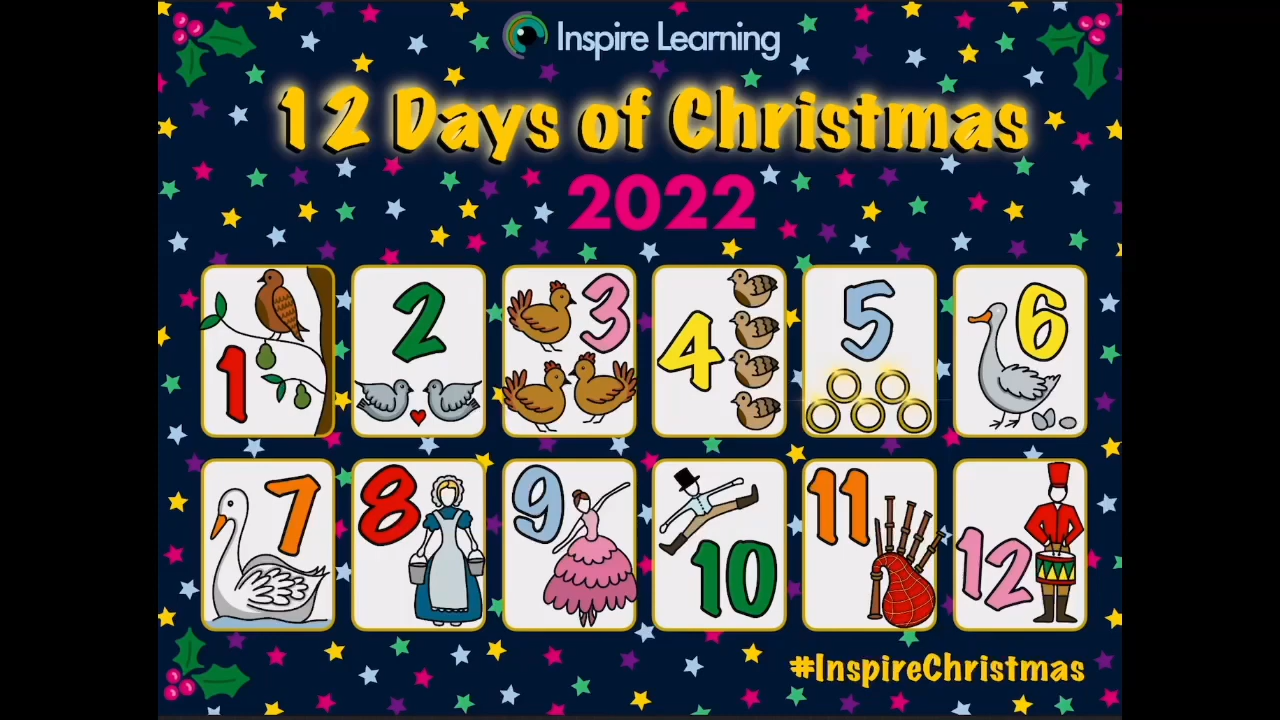 Inspire Learning
12 Days of Christmas
2022
1 2 3 4 5 6
7 8 9 10 11 12
#InspireChristmas